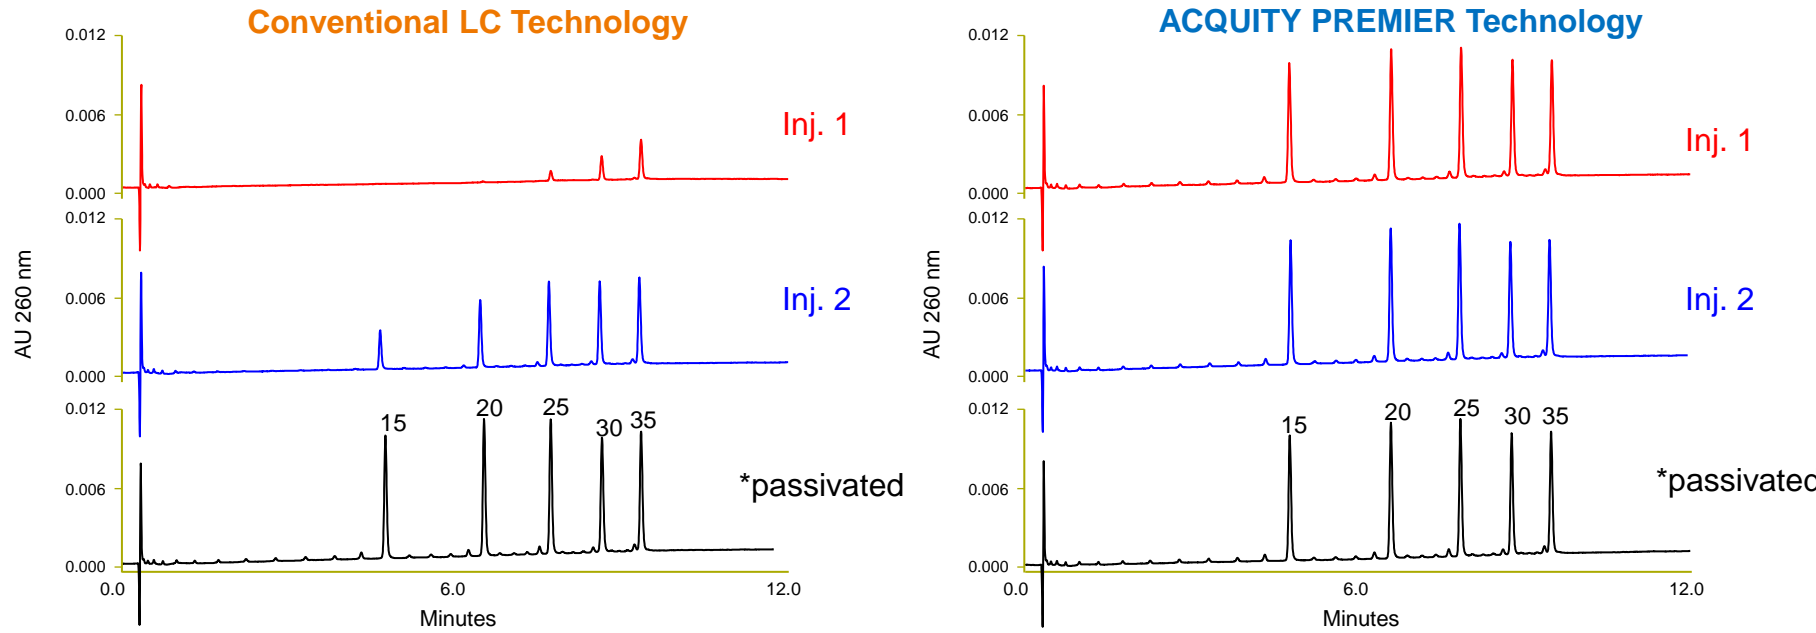 Conventional LC Technology
0.012
0.006
0.000
Inj. 1
0.012
0.006
0.000
Inj. 2
AU 260 nm
0.012
0.006
0.000
15
20
25
30
35
*passivated
0.0
6.0
12.0
Minutes
ACQUITY PREMIER Technology
0.012
0.006
0.000
Inj. 1
0.012
0.006
0.000
Inj. 2
AU 260 nm
0.012
0.006
0.000
15
20
25
30
35
*passivated
0.0
6.0
12.0
Minutes